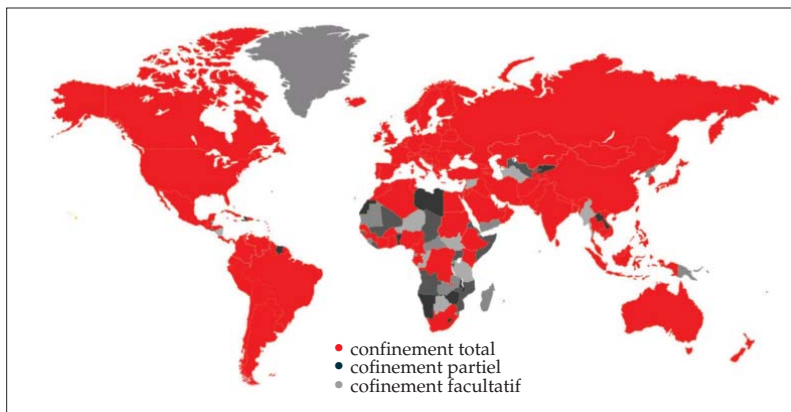 confinement total
cofinement partiel
cofinement facultatif